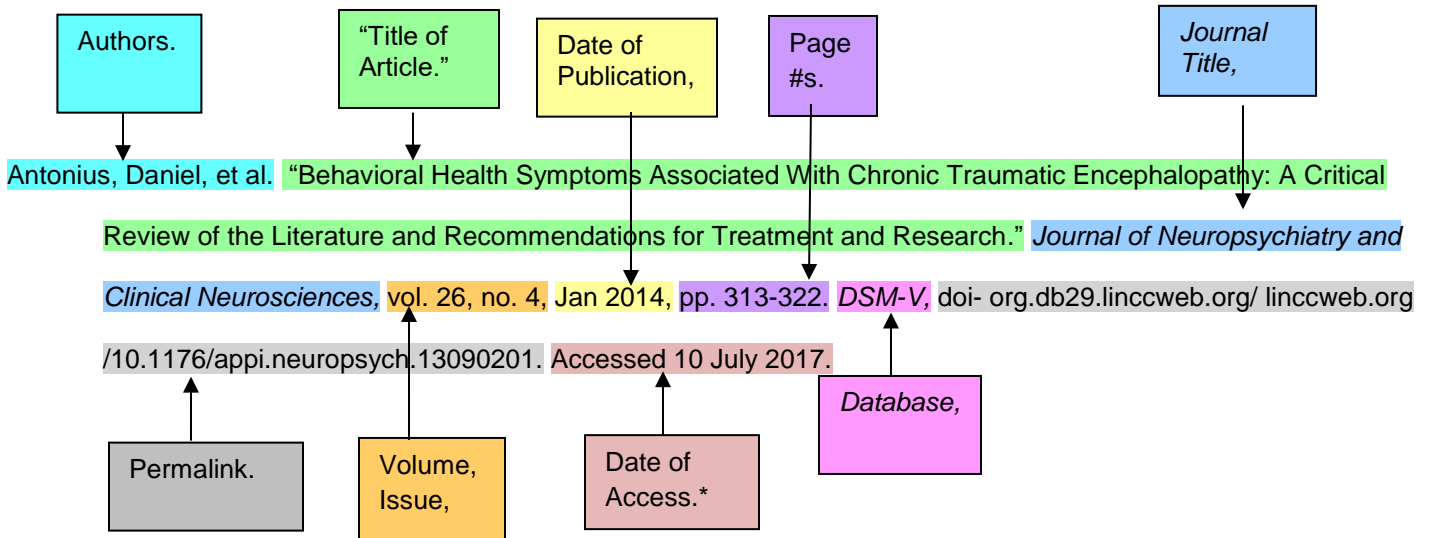 Authors.
“Title of
Article.”
Date of
Publication,
Page
#s.
Journal
Title,
Antonius, Daniel, et al. “Behavioral Health Symptoms Associated With Chronic Traumatic Encephalopathy: A Critical
Review of the Literature and Recommendations for Treatment and Research.” Journal of Neuropsychiatry and
Clinical Neurosciences, vol. 26, no. 4, Jan 2014, pp. 313-322. DSM-V, doi- org.db29.linccweb.org/ linccweb.org
/10.1176/appi.neuropsych.13090201. Accessed 10 July 2017.
Permalink.
Volume,
Issue,
Date of
Access.*
Database,